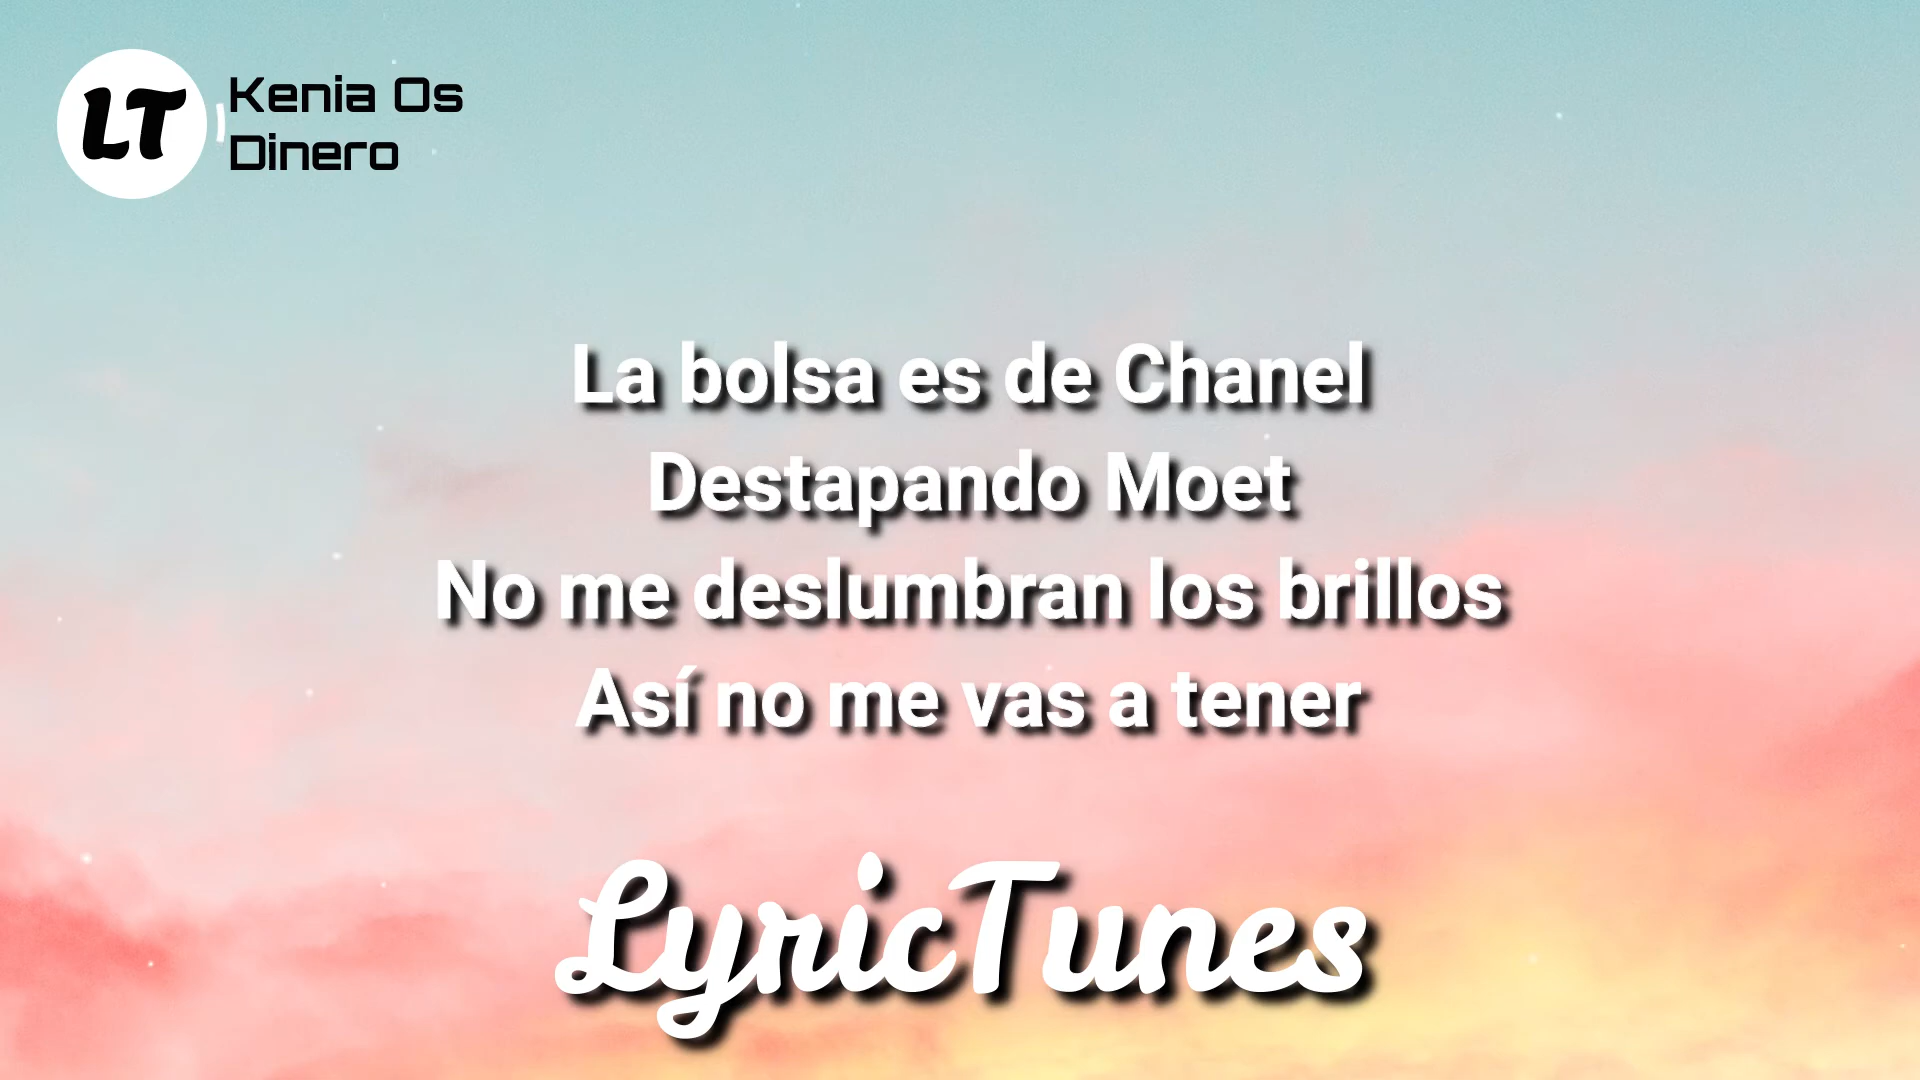 LT
Kenia Os
Dinero
La bolsa es de Chanel
Destapando Moet
No me deslumbran los brillos
Así no me vas a tener
LyricTunes